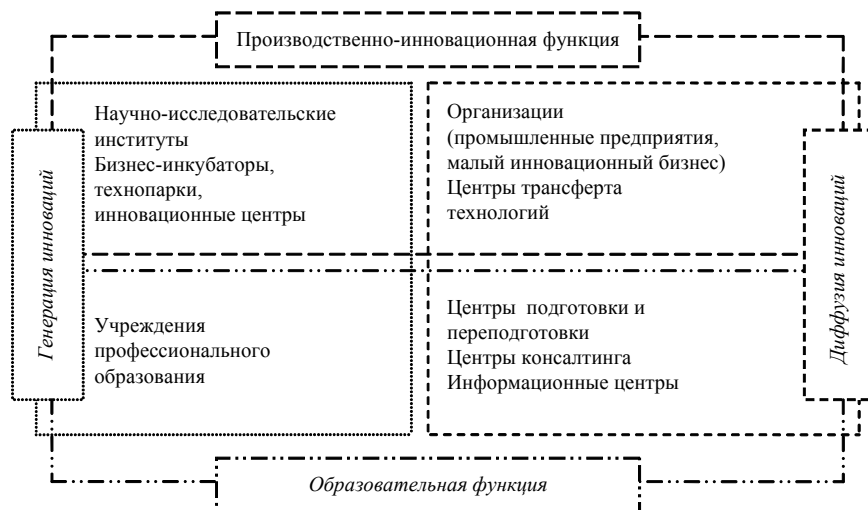 Производственно-инновационная функция
Научно-исследовательские
институты
Бизнес-инкубаторы,
технопарки,
инновационные центры
Организации
(промышленные предприятия,
малый инновационный бизнес)
Центры трансферта
технологий
Генерация инноваций
Диффузия инноваций
Учреждения
профессионального
образования
Центры подготовки и
переподготовки
Центры консалтинга
Информационные центры
Образовательная функция